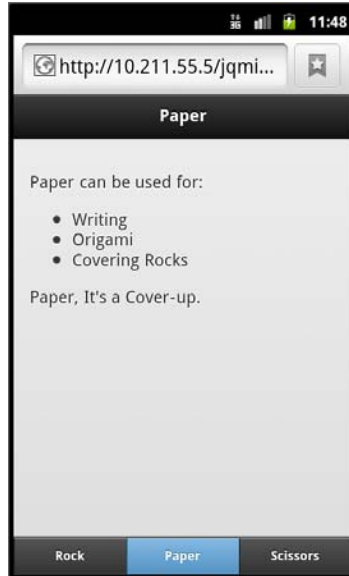 3G 11:48
http://10.211.55.5/jqmi...
Paper
Paper can be used for:
• Writing
• Origami
• Covering Rocks
Paper, It's a Cover-up.
Rock Paper Scissors